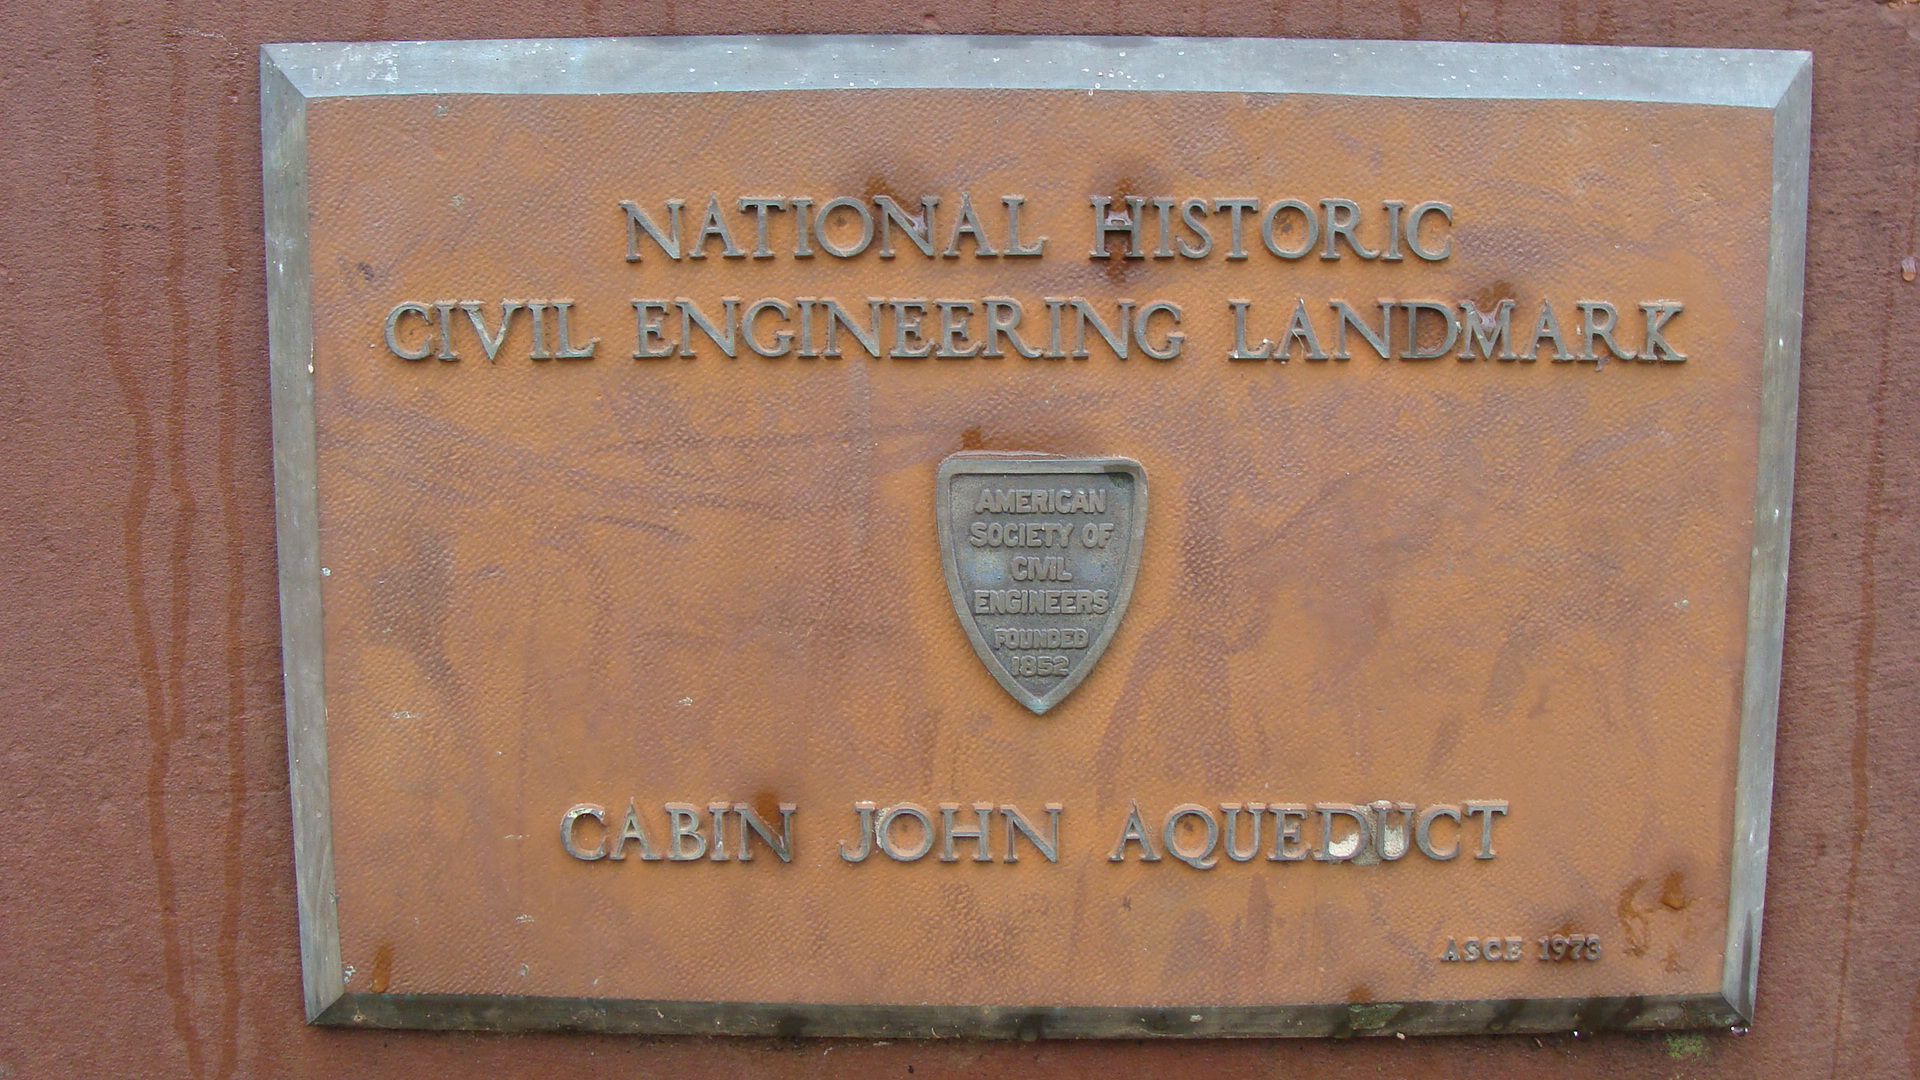 NATIONAL HISTORIC
CIVIL ENGINEERING LANDMARK
AMERICAN
SOCIETY OF
CIVIL
ENGINEERS
FOUNDED
1852
CABIN JOHN AQUEDUCT
ASCE 1973